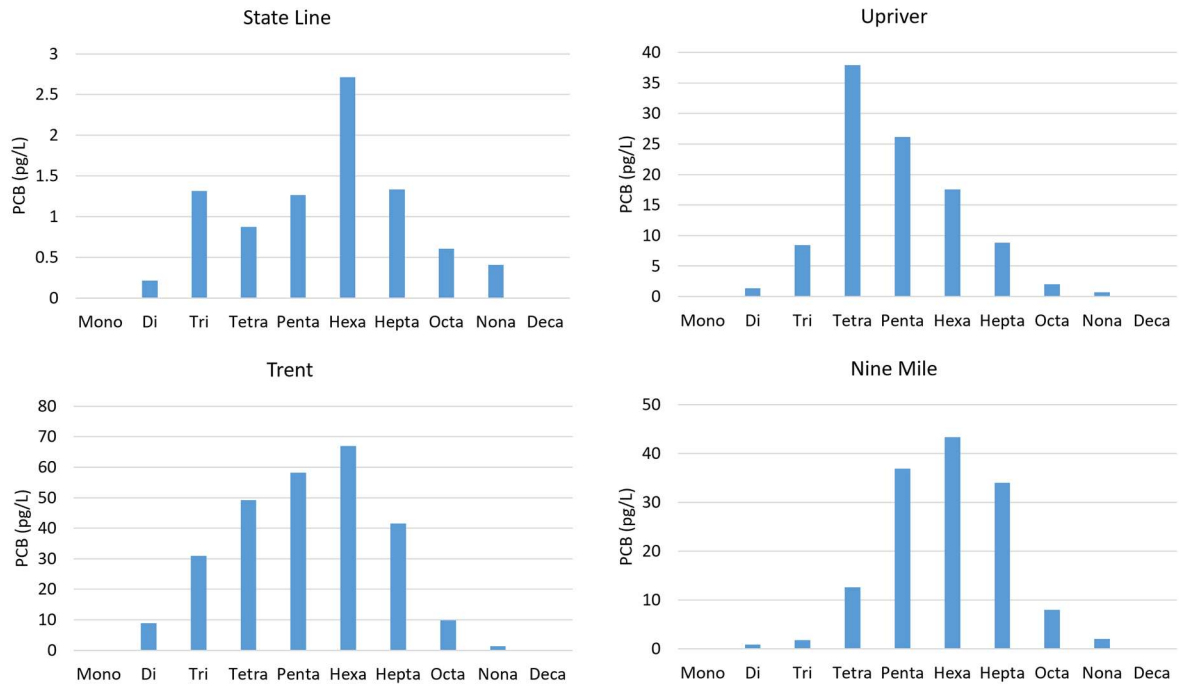 State Line
3
2.5
2
1.5
1
0.5
0
PCB (pg/L)
Mono Di Tri Tetra Penta Hexa Hepta Octa Nona Deca
Upriver
40
35
30
25
20
15
10
5
0
PCB (pg/L)
Mono Di Tri Tetra Penta Hexa Hepta Octa Nona Deca
Trent
80
70
60
50
40
30
20
10
0
PCB (pg/L)
Mono Di Tri Tetra Penta Hexa Hepta Octa Nona Deca
Nine Mile
50
40
30
20
10
0
PCB (pg/L)
Mono Di Tri Tetra Penta Hexa Hepta Octa Nona Deca